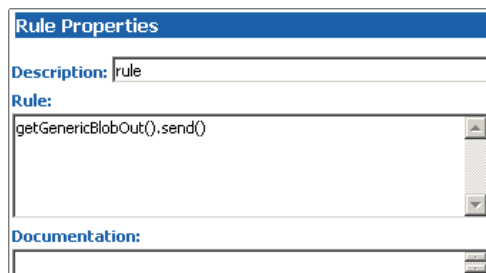 Rule Properties
Description: rule
Rule:
getGenericBlobOut().send()
Documentation: